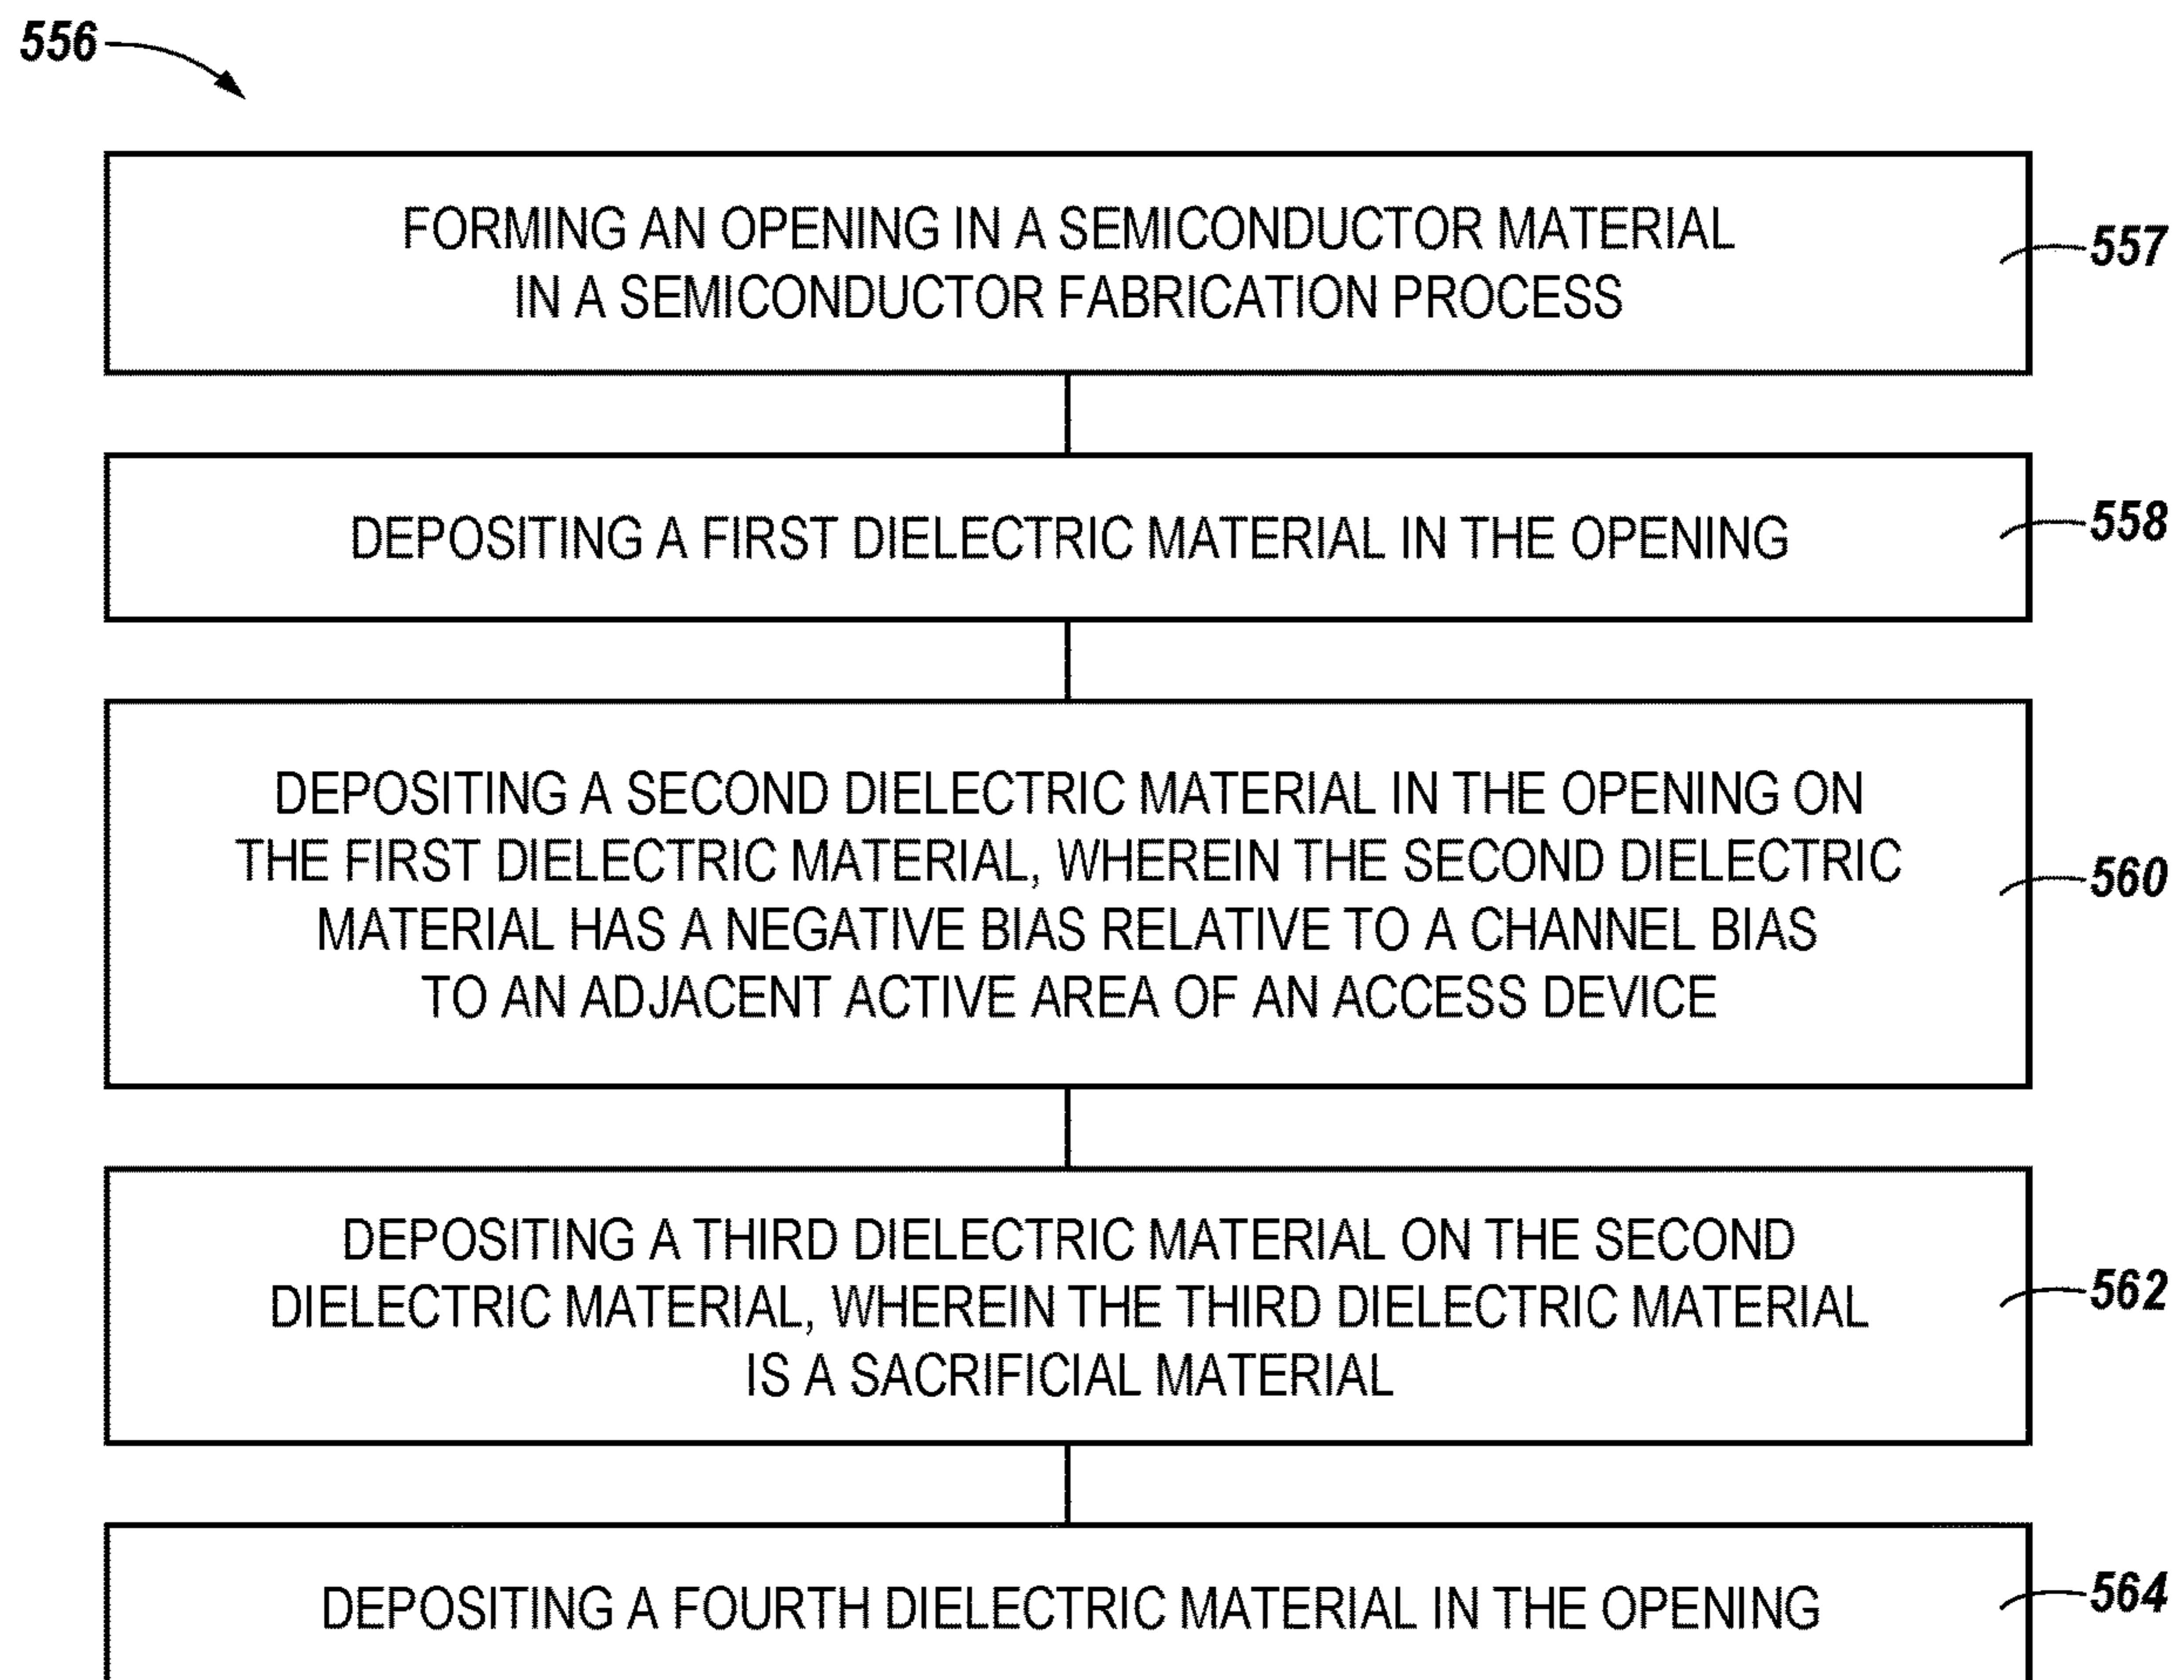 556
FORMING AN OPENING IN A SEMICONDUCTOR MATERIAL
IN A SEMICONDUCTOR FABRICATION PROCESS
557
DEPOSITING A FIRST DIELECTRIC MATERIAL IN THE OPENING
558
DEPOSITING A SECOND DIELECTRIC MATERIAL IN THE OPENING ON
THE FIRST DIELECTRIC MATERIAL, WHEREIN THE SECOND DIELECTRIC
MATERIAL HAS A NEGATIVE BIAS RELATIVE TO A CHANNEL BIAS
TO AN ADJACENT ACTIVE AREA OF AN ACCESS DEVICE
560
DEPOSITING A THIRD DIELECTRIC MATERIAL ON THE SECOND
DIELECTRIC MATERIAL, WHEREIN THE THIRD DIELECTRIC MATERIAL
IS A SACRIFICIAL MATERIAL
562
DEPOSITING A FOURTH DIELECTRIC MATERIAL IN THE OPENING
564